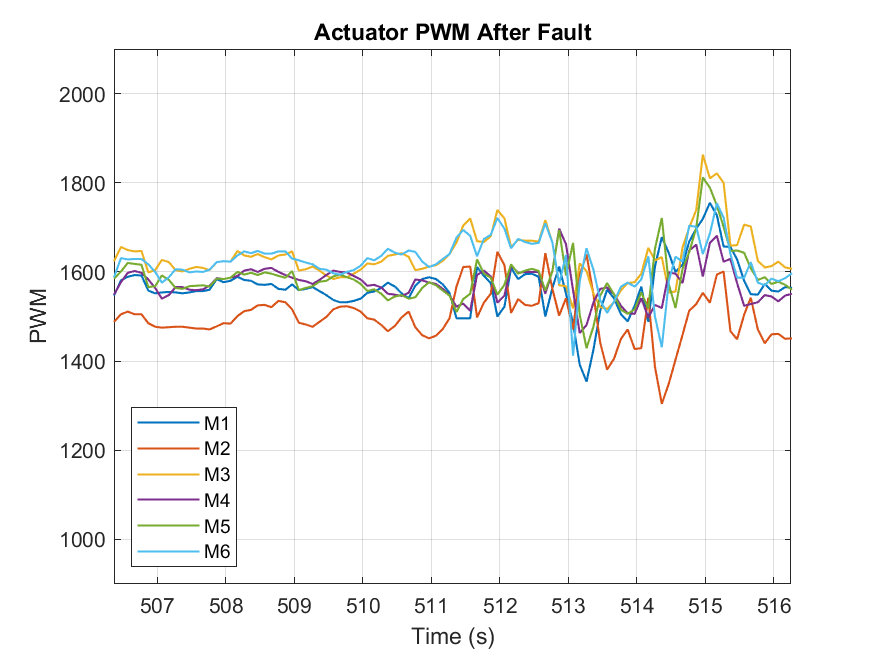 Actuator PWM After Fault
2000
1800
1600
1400
1200
1000
PWM
M1
M2
M3
M4
M5
M6
507 508 509 510 511 512 513 514 515 516
Time (s)